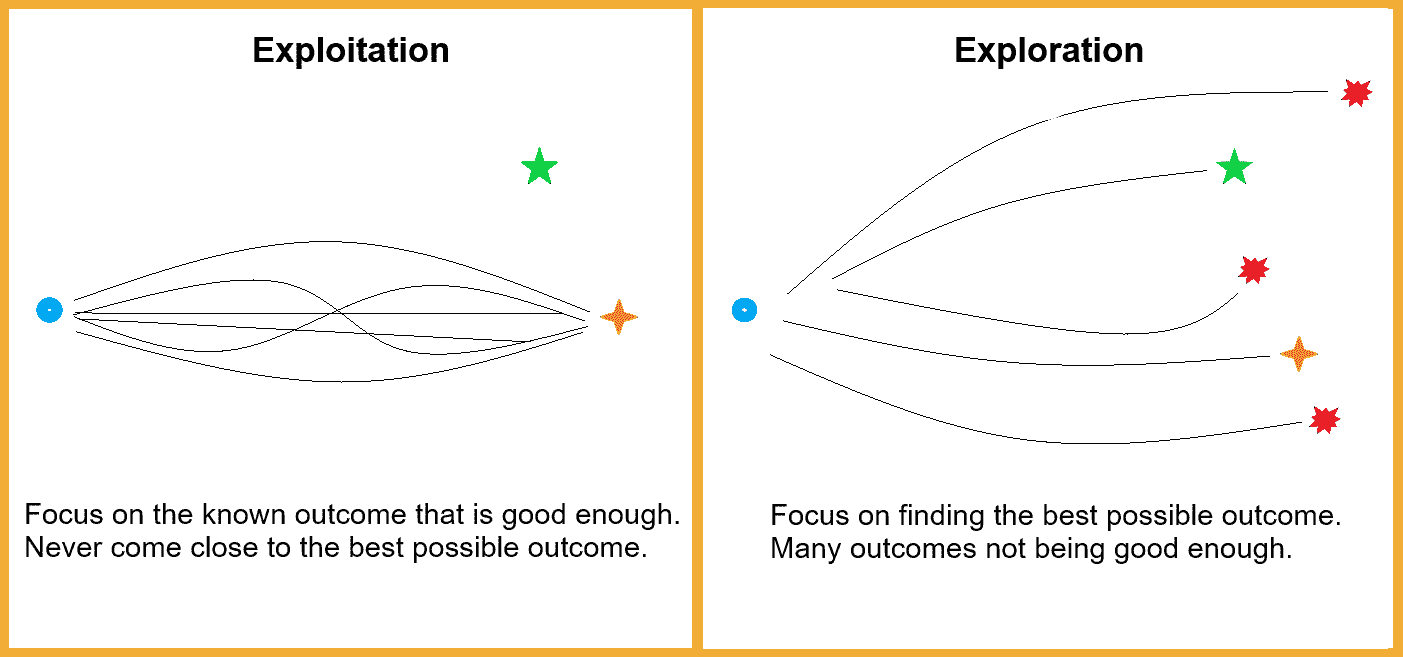 Exploitation
Focus on the known outcome that is good enough.
Never come close to the best possible outcome.
Exploration
Focus on finding the best possible outcome.
Many outcomes not being good enough.